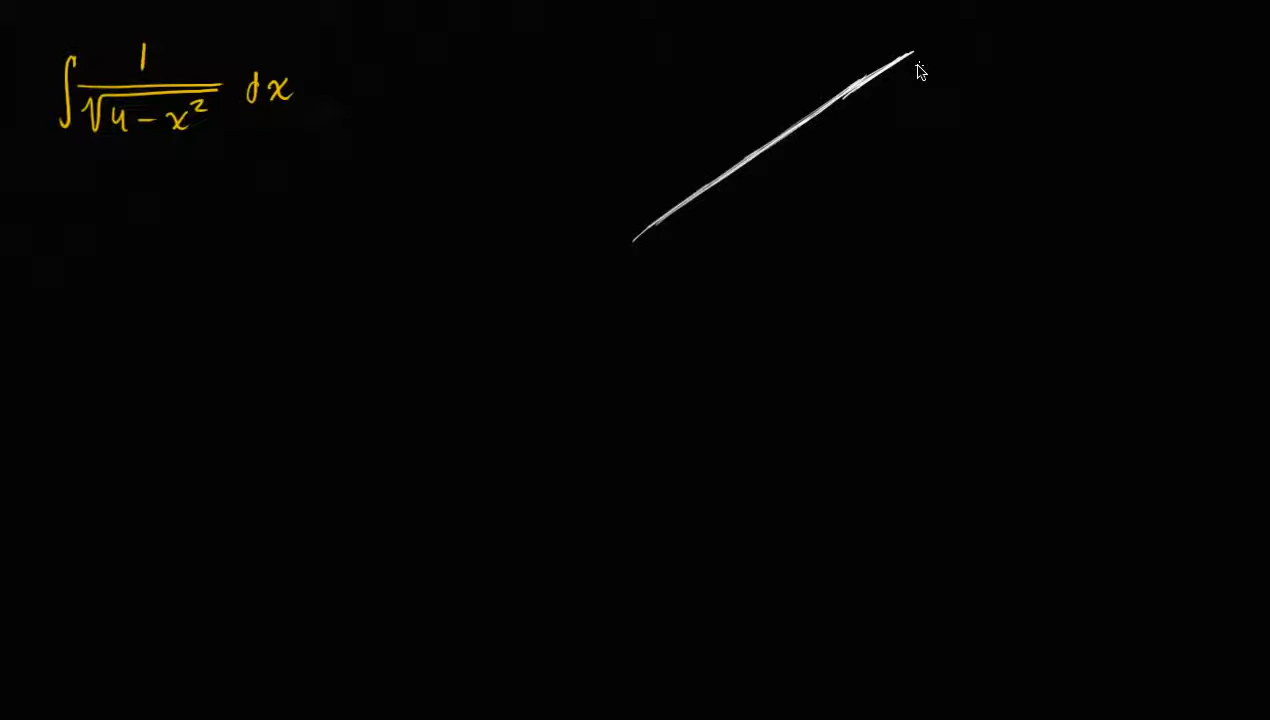 ∫ 1/√(4 − x²) dx